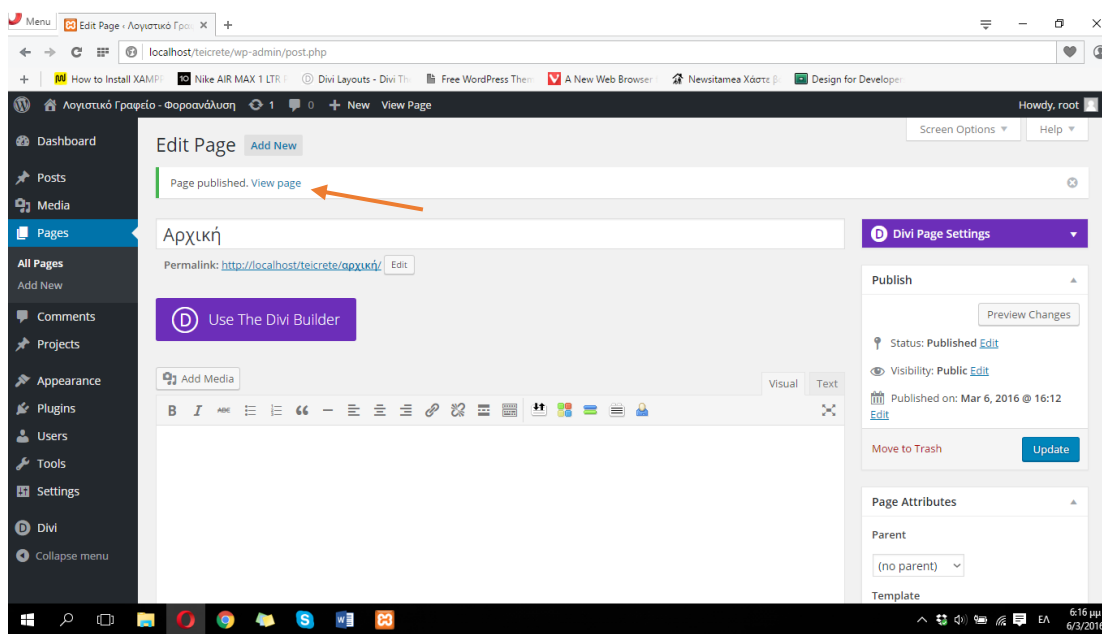 Menu
Edit Page ‹ Λογιστικό Γρα
localhost/teicrete/wp-admin/post.php
How to Install XAMP
Nike AIR MAX 1 LTR
Divi Layouts - Divi Th
Free WordPress Them
A New Web Browser
Newsitamea Χάστε β
Design for Developer
Λογιστικό Γραφείο - Φοροανάλυση 1 0 + New View Page
Howdy, root
Screen Options Help
Dashboard
Posts
Media
Pages
All Pages
Add New
Comments
Projects
Appearance
Plugins
Users
Tools
Settings
Divi
Collapse menu
Edit Page Add New
Page published. View page
Αρχική
Permalink: http://localhost/teicrete/αρχική/ Edit
D Use The Divi Builder
Add Media
Visual Text
B I ABC
D Divi Page Settings
Publish
Preview Changes
Status: Published Edit
Visibility: Public Edit
Published on: Mar 6, 2016 @ 16:12
Edit
Move to Trash Update
Page Attributes
Parent
(no parent)
Template
ΕΛ
6:16 μμ
6/3/2016